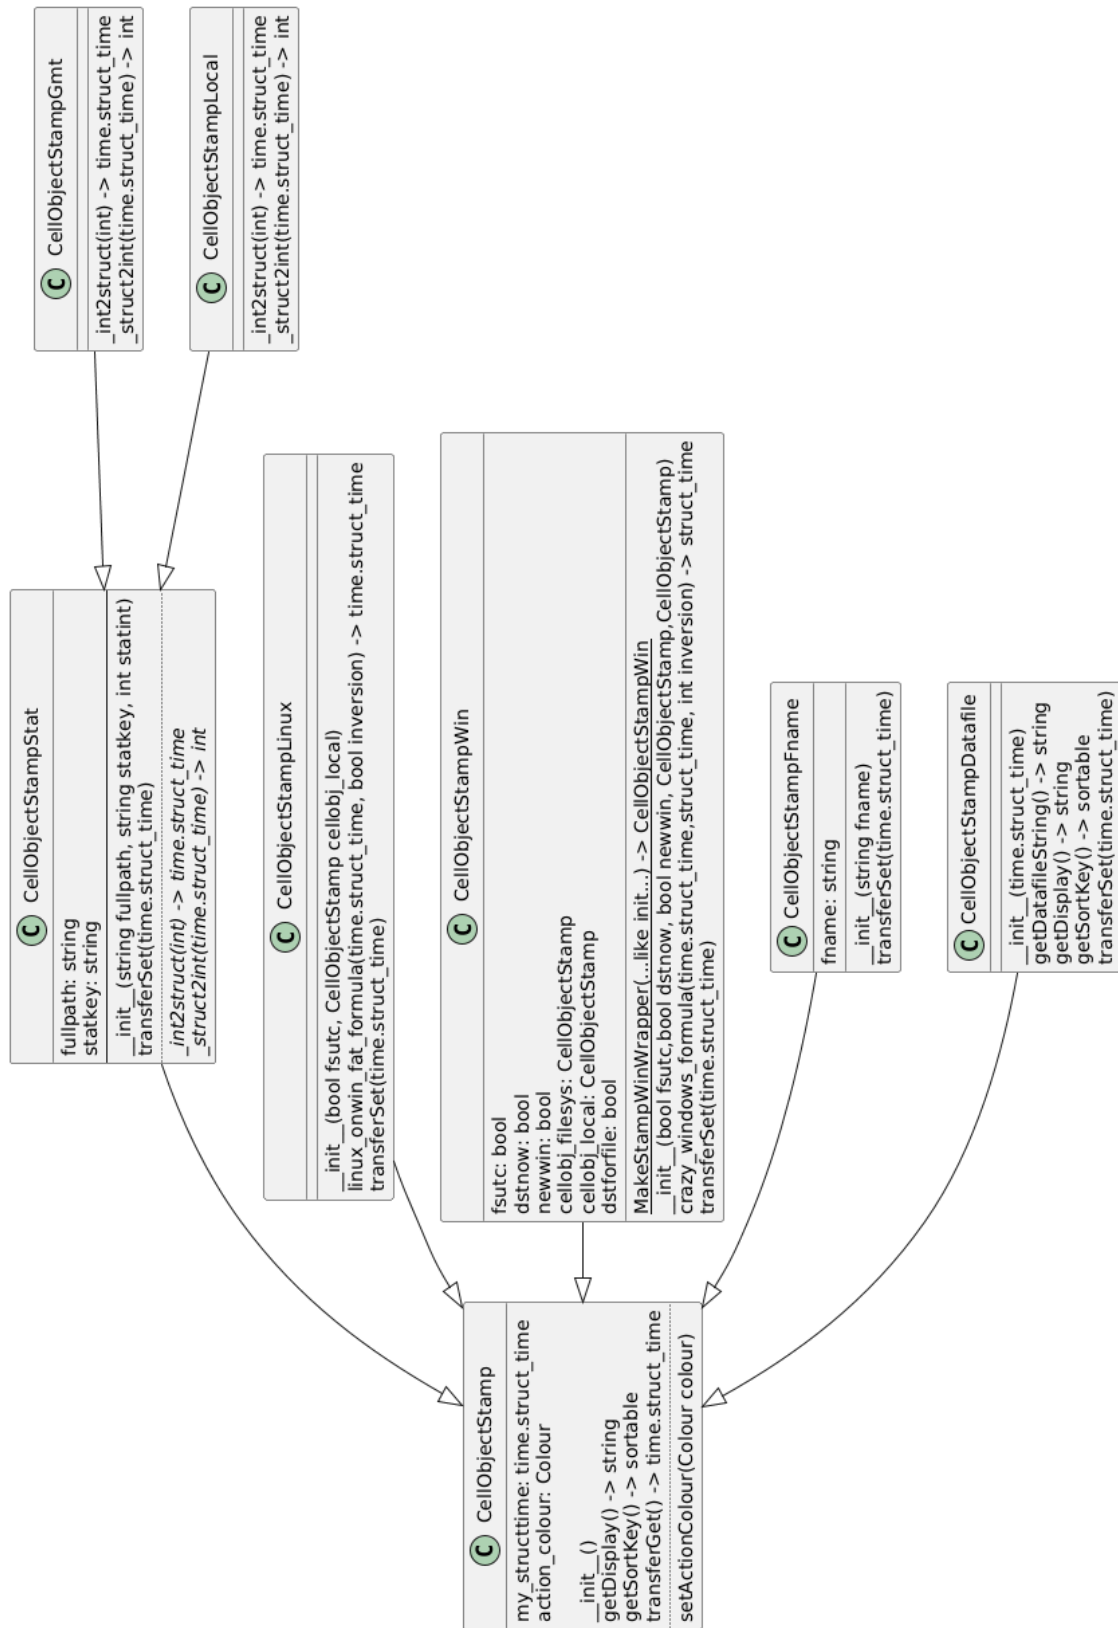 C CellObjectStampGmt
_int2struct(int) -> time.struct_time
_struct2int(time.struct_time) -> int
C CellObjectStampLocal
_int2struct(int) -> time.struct_time
_struct2int(time.struct_time) -> int
C CellObjectStampStat
fullpath: string
statkey: string
__init__(string fullpath, string statkey, int statint)
transferSet(time.struct_time)
_int2struct(int) -> time.struct_time
_struct2int(time.struct_time) -> int
C CellObjectStampLinux
__init__(bool fsutc, CellObjectStamp cellobj_local)
linux_onwin_fat_formula(time.struct_time, bool inversion) -> time.struct_time
transferSet(time.struct_time)
C CellObjectStampWin
fsutc: bool
dstnow: bool
newwin: bool
cellobj_filesys: CellObjectStamp
cellobj_local: CellObjectStamp
dstforfile: bool
MakeStampWinWrapper(...like init...) -> CellObjectStampWin
__init__(bool fsutc,bool dstnow, bool newwin, CellObjectStamp,CellObjectStamp)
crazy_windows_formula(time.struct_time,struct_time, int inversion) -> struct_time
transferSet(time.struct_time)
C CellObjectStampFname
fname: string
__init__(string fname)
transferSet(time.struct_time)
C CellObjectStampDatafile
__init__(time.struct_time)
getDatafileString() -> string
getDisplay() -> string
getSortKey() -> sortable
transferSet(time.struct_time)
C CellObjectStamp
my_structtime: time.struct_time
action_colour: Colour
__init__()
getDisplay() -> string
getSortKey() -> sortable
transferGet() -> time.struct_time
setActionColour(Colour colour)